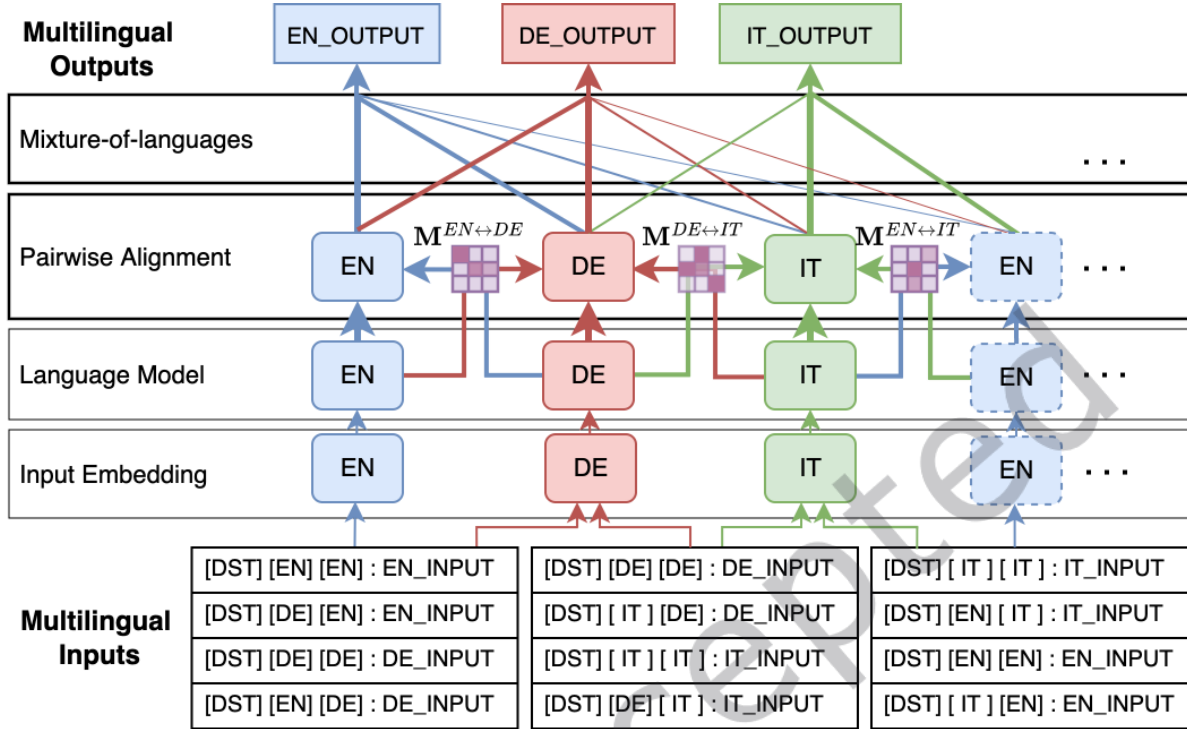 Multilingual
Outputs
EN_OUTPUT
DE_OUTPUT
IT_OUTPUT
Mixture-of-languages
. . .
Pairwise Alignment
EN
M^{EN↔DE}
DE
M^{DE↔IT}
IT
M^{EN↔IT}
EN
. . .
Language Model
EN
DE
IT
EN
. . .
Input Embedding
EN
DE
IT
EN
. . .
Multilingual
Inputs
[DST] [EN] [EN] : EN_INPUT
[DST] [DE] [EN] : EN_INPUT
[DST] [DE] [DE] : DE_INPUT
[DST] [EN] [DE] : DE_INPUT
[DST] [DE] [DE] : DE_INPUT
[DST] [ IT ] [DE] : DE_INPUT
[DST] [ IT ] [ IT ] : IT_INPUT
[DST] [DE] [ IT ] : IT_INPUT
[DST] [ IT ] [ IT ] : IT_INPUT
[DST] [EN] [ IT ] : IT_INPUT
[DST] [EN] [EN] : EN_INPUT
[DST] [ IT ] [EN] : EN_INPUT
cepted